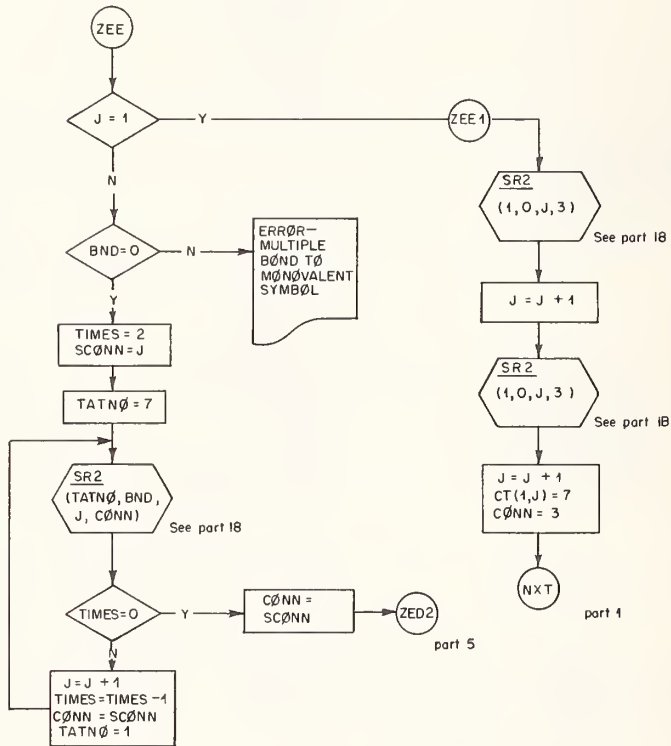 ZEE
J = 1
Y
ZEE1
N
SR2
(1,0,J,3)
See part 18
BND=0
N
ERRØR—
MULTIPLE
BØND TØ
MØNØVALENT
SYMBØL
Y
J = J + 1
TIMES = 2
SCØNN = J
SR2
(1,0,J,3)
See part 1B
TATNØ = 7
SR2
(TATNØ, BND,
J, CØNN)
See part 18
J = J + 1
CT(1,J) = 7
CØNN = 3
NXT
part 1
TIMES=0
Y
CØNN =
SCØNN
ZED2
part 5
N
J = J + 1
TIMES=TIMES -1
CØNN = SCØNN
TATNØ = 1